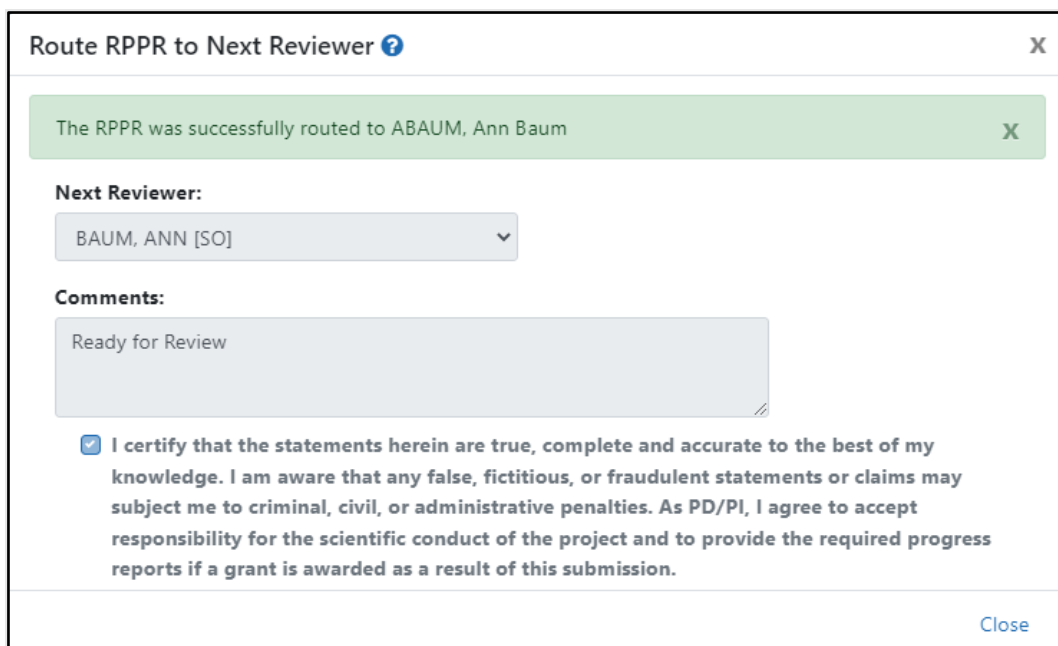 Route RPPR to Next Reviewer ?
X
The RPPR was successfully routed to ABAUM, Ann Baum
X
Next Reviewer:
BAUM, ANN [SO]
Comments:
Ready for Review
I certify that the statements herein are true, complete and accurate to the best of my
knowledge. I am aware that any false, fictitious, or fraudulent statements or claims may
subject me to criminal, civil, or administrative penalties. As PD/PI, I agree to accept
responsibility for the scientific conduct of the project and to provide the required progress
reports if a grant is awarded as a result of this submission.
Close